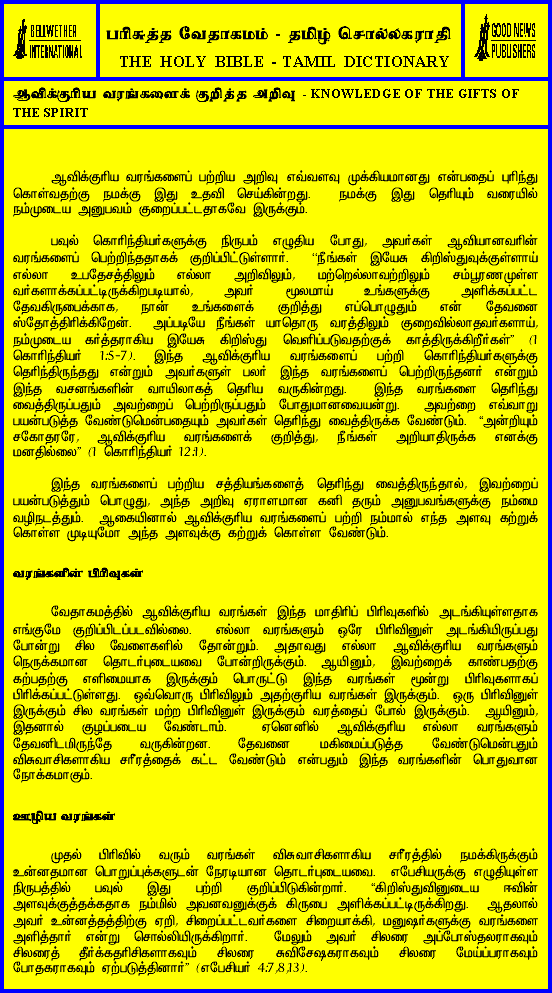 BELLWETHER
INTERNATIONAL
பரிசுத்த வேதாகமம் - தமிழ் சொல்லகராதி
THE HOLY BIBLE - TAMIL DICTIONARY
GOOD NEWS
PUBLISHERS
ஆவிக்குரிய வரங்களைக் குறித்த அறிவு - KNOWLEDGE OF THE GIFTS OF
THE SPIRIT
ஆவிக்குரிய வரங்களைப் பற்றிய அறிவு எவ்வளவு முக்கியமானது என்பதைப் புரிந்து
கொள்வதற்கு நமக்கு இது உதவி செய்கின்றது. நமக்கு இது தெரியும் வரையில்
நம்முடைய அனுபவம் குறைப்பட்டதாகவே இருக்கும்.
பவுல் கொரிந்தியர்களுக்கு நிருபம் எழுதிய போது, அவர்கள் ஆவியானவரின்
வரங்களைப் பெற்றிந்ததாகக் குறிப்பிட்டுள்ளார். “நீங்கள் இயேசு கிறிஸ்துவுக்குள்ளாய்
எல்லா உபதேசத்திலும் எல்லா அறிவிலும், மற்றெல்லாவற்றிலும் சம்பூரணமுள்ள
வர்களாக்கப்பட்டிருக்கிறபடியால், அவர் மூலமாய் உங்களுக்கு அளிக்கப்பட்ட
தேவகிருபைக்காக, நான் உங்களைக் குறித்து எப்பொழுதும் என் தேவனை
ஸ்தோத்திரிக்கிறேன். அப்படியே நீங்கள் யாதொரு வரத்திலும் குறைவில்லாதவர்களாய்,
நம்முடைய கர்த்தராகிய இயேசு கிறிஸ்து வெளிப்படுவதற்குக் காத்திருக்கிறீர்கள்” (1
கொரிந்தியர் 1:5-7). இந்த ஆவிக்குரிய வரங்களைப் பற்றி கொரிந்தியர்களுக்கு
தெரிந்திருந்தது என்றும் அவர்களுள் பலர் இந்த வரங்களைப் பெற்றிருந்தனர் என்றும்
இந்த வசனங்களின் வாயிலாகத் தெரிய வருகின்றது. இந்த வரங்களை தெரிந்து
வைத்திருப்பதும் அவற்றைப் பெற்றிருப்பதும் போதுமானவையன்று. அவற்றை எவ்வாறு
பயன்படுத்த வேண்டுமென்பதையும் அவர்கள் தெரிந்து வைத்திருக்க வேண்டும். “அன்றியும்
சகோதரரே, ஆவிக்குரிய வரங்களைக் குறித்து, நீங்கள் அறியாதிருக்க எனக்கு
மனதில்லை” (1 கொரிந்தியர் 12:1).
இந்த வரங்களைப் பற்றிய சத்தியங்களைத் தெரிந்து வைத்திருந்தால், இவற்றைப்
பயன்படுத்தும் பொழுது, அந்த அறிவு ஏராளமான கனி தரும் அனுபவங்களுக்கு நம்மை
வழிநடத்தும். ஆகையினால் ஆவிக்குரிய வரங்களைப் பற்றி நம்மால் எந்த அளவு கற்றுக்
கொள்ள முடியுமோ அந்த அளவுக்கு கற்றுக் கொள்ள வேண்டும்.
வரங்களின் பிரிவுகள்
வேதாகமத்தில் ஆவிக்குரிய வரங்கள் இந்த மாதிரிப் பிரிவுகளில் அடங்கியுள்ளதாக
எங்குமே குறிப்பிடப்படவில்லை. எல்லா வரங்களும் ஒரே பிரிவினுள் அடங்கியிருப்பது
போன்று சில வேளைகளில் தோன்றும். அதாவது எல்லா ஆவிக்குரிய வரங்களும்
நெருக்கமான தொடர்புடையவை போன்றிருக்கும். ஆயினும், இவற்றைக் காண்பதற்கு
கற்பதற்கு எளிமையாக இருக்கும் பொருட்டு இந்த வரங்கள் மூன்று பிரிவுகளாகப்
பிரிக்கப்பட்டுள்ளது. ஒவ்வொரு பிரிவிலும் அதற்குரிய வரங்கள் இருக்கும். ஒரு பிரிவினுள்
இருக்கும் சில வரங்கள் மற்ற பிரிவினுள் இருக்கும் வரத்தைப் போல் இருக்கும். ஆயினும்,
இதனால் குழப்படைய வேண்டாம். ஏனெனில் ஆவிக்குரிய எல்லா வரங்களும்
தேவனிடமிருந்தே வருகின்றன. தேவனை மகிமைப்படுத்த வேண்டுமென்பதும்
விசுவாசிகளாகிய சரீரத்தைக் கட்ட வேண்டும் என்பதும் இந்த வரங்களின் பொதுவான
நோக்கமாகும்.
ஊழிய வரங்கள்
முதல் பிரிவில் வரும் வரங்கள் விசுவாசிகளாகிய சரீரத்தில் நமக்கிருக்கும்
உன்னதமான பொறுப்புக்களுடன் நேரடியான தொடர்புடையவை. எபேசியருக்கு எழுதியுள்ள
நிருபத்தில் பவுல் இது பற்றி குறிப்பிடுகின்றார். “கிறிஸ்துவினுடைய ஈவின்
அளவுக்குத்தக்கதாக நம்மில் அவனவனுக்குக் கிருபை அளிக்கப்பட்டிருக்கிறது. ஆதலால்
அவர் உன்னத்தத்திற்கு ஏறி, சிறைப்பட்டவர்களை சிறையாக்கி, மனுஷர்களுக்கு வரங்களை
அளித்தார் என்று சொல்லியிருக்கிறார். மேலும் அவர் சிலரை அப்போஸ்தலராகவும்
சிலரைத் தீர்க்கதரிசிகளாகவும் சிலரை சுவிசேஷகராகவும் சிலரை மேய்ப்பராகவும்
போதகராகவும் ஏற்படுத்தினார்” (எபேசியர் 4:7,8,13).